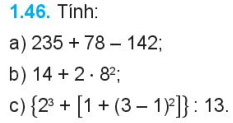 1.46. Tính:
a) 235 + 78 – 142;
b) 14 + 2 · 8²;
c) {2³ + [1 + (3 – 1)²]} : 13.